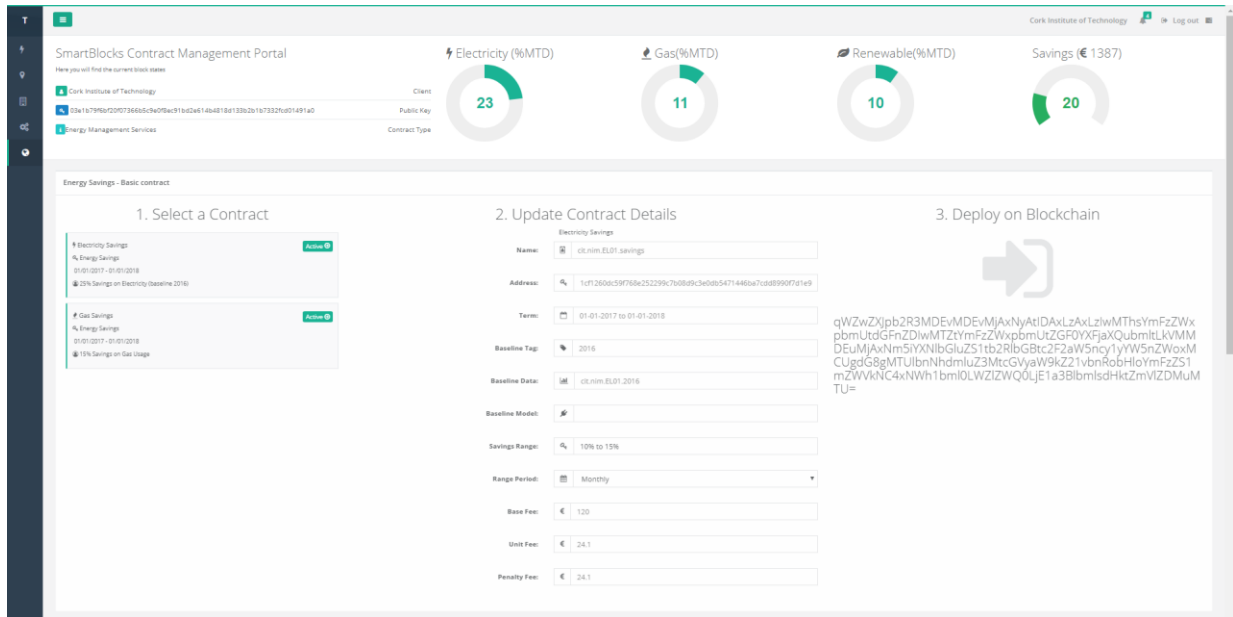 T
Cork Institute of Technology
Log out
SmartBlocks Contract Management Portal
Here you will find the current block states
Cork Institute of Technology Client
03e1b79f6bf20f07366b5c9e0f8ec91bd2e614b4818d133b2b1b7332fcd01491a0 Public Key
Energy Management Services Contract Type
Electricity (%MTD)
23
Gas(%MTD)
11
Renewable(%MTD)
10
Savings (€ 1387)
20
Energy Savings - Basic contract
1. Select a Contract
Electricity Savings Active
Energy Savings
01/01/2017 - 01/01/2018
25% Savings on Electricity (baseline 2016)
Gas Savings Active
Energy Savings
01/01/2017 - 01/01/2018
15% Savings on Gas Usage
2. Update Contract Details
Electricity Savings
Name: cit.nim.EL01.savings
Address: 1cf1260dc59f768e252299c7b08d9c3e0db5471446ba7cdd8990f7d1e9
Term: 01-01-2017 to 01-01-2018
Baseline Tag: 2016
Baseline Data: cit.nim.EL01.2016
Baseline Model:
Savings Range: 10% to 15%
Range Period: Monthly
Base Fee: € 120
Unit Fee: € 24.1
Penalty Fee: € 24.1
3. Deploy on Blockchain
qWZwZXJpb2R3MDEvMDEvMjAxNyAtIDAxLzAxLzIwMThsYmFzZWx
pbmUtdGFnZDIwMTZtYmFzZWxpbmUtZGF0YXFjaXQubmltLkVMM
DEuMjAxNm5iYXNlbGluZS1tb2RlbGBtc2F2aW5ncy1yYW5nZWoxM
CUgdG8gMTUlbnNhdmluZ3MtcGVyaW9kZ21vbnRobHloYmFzZS1
mZWVkNC4xNWh1bml0LWZlZWQ0LjE1a3BlbmlsdHktZmVlZDMuM
TU=